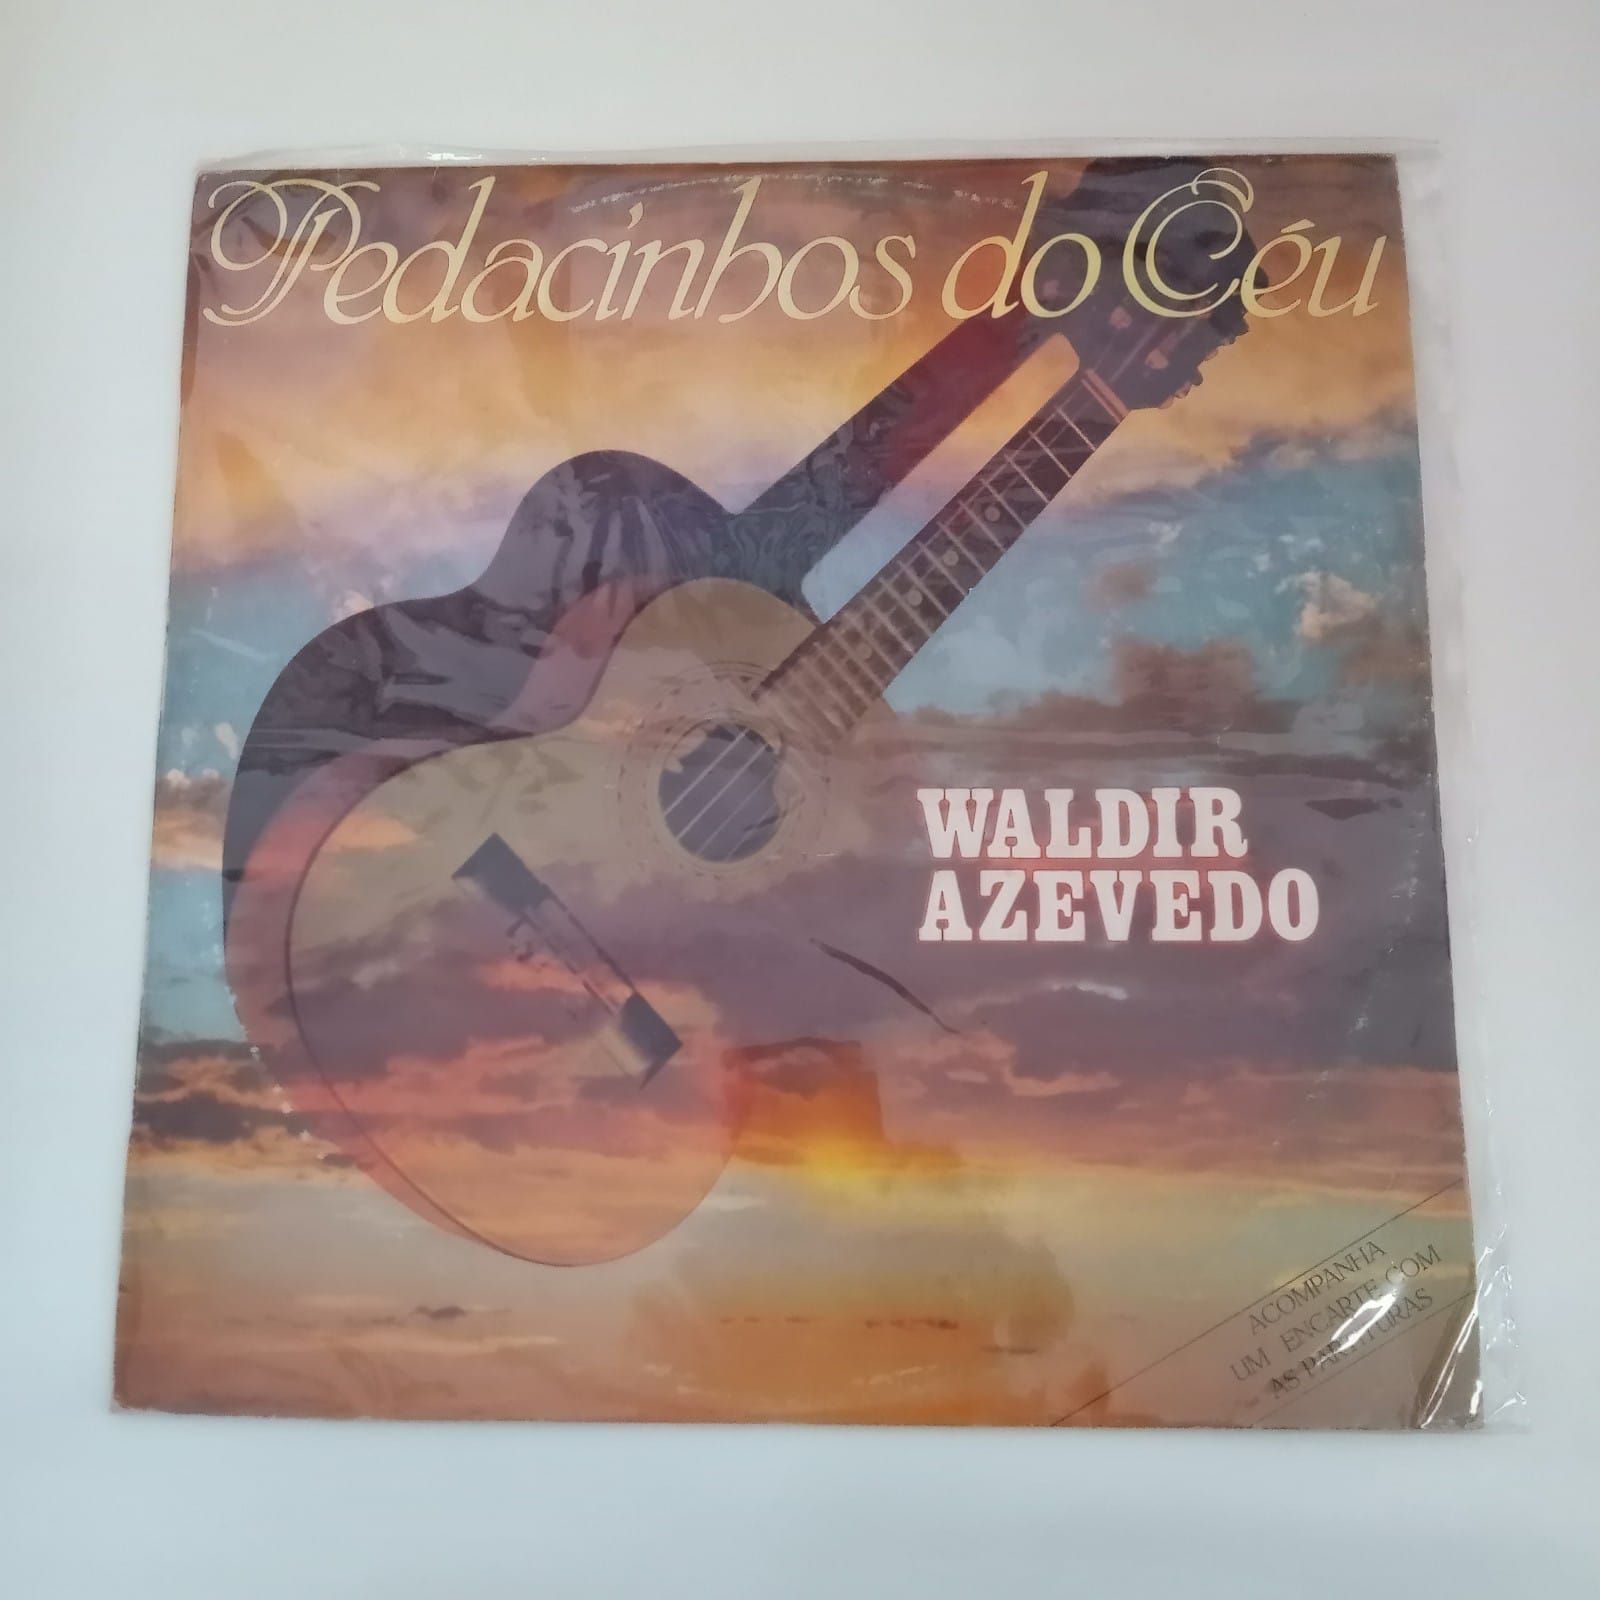 Pedacinhos do Céu
WALDIR
AZEVEDO
ACOMPANHA
UM ENCARTE COM
AS PARTITURAS